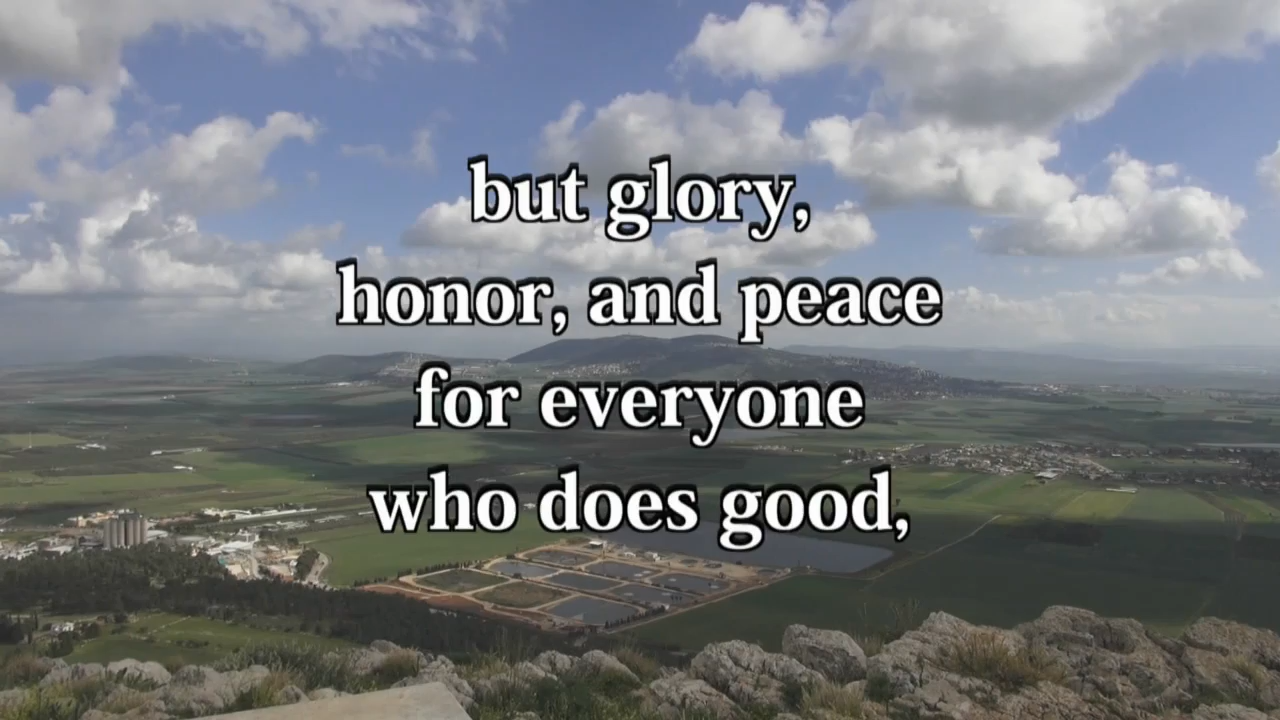 but glory,
honor, and peace
for everyone
who does good,